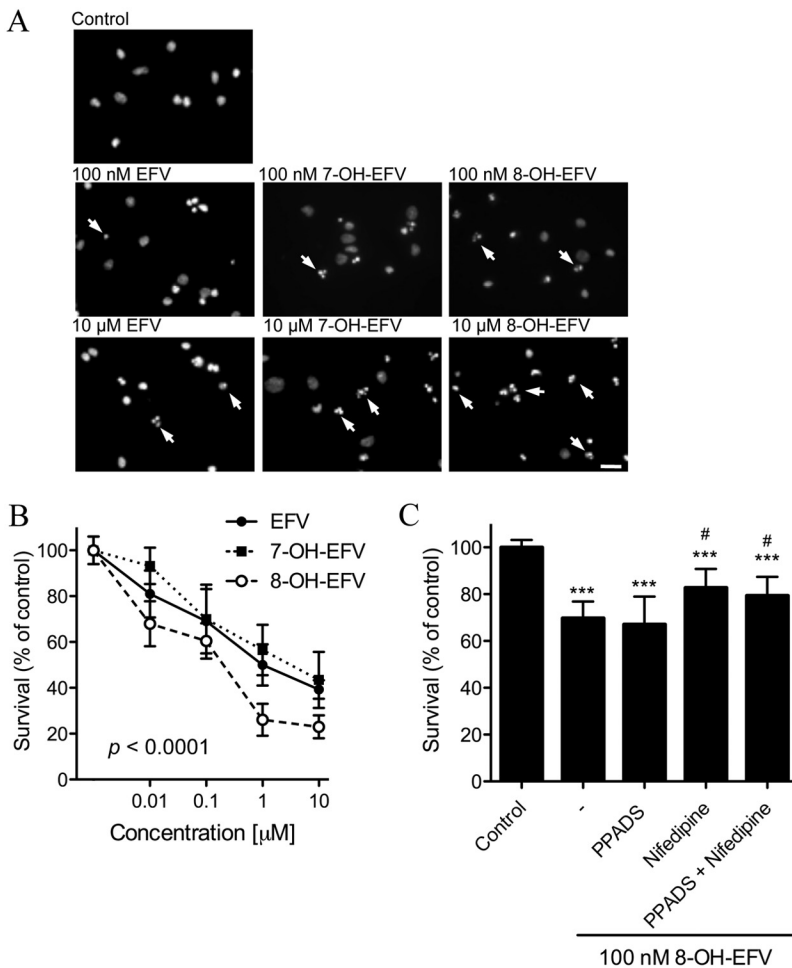 A
Control
100 nM EFV
100 nM 7-OH-EFV
100 nM 8-OH-EFV
10 µM EFV
10 µM 7-OH-EFV
10 µM 8-OH-EFV
B
EFV
7-OH-EFV
8-OH-EFV
Survival (% of control)
100
80
60
40
20
0
p < 0.0001
0.01
0.1
1
10
Concentration [µM]
C
Survival (% of control)
100
80
60
40
20
0
***
***
#
***
#
***
Control
-
PPADS
Nifedipine
PPADS + Nifedipine
100 nM 8-OH-EFV